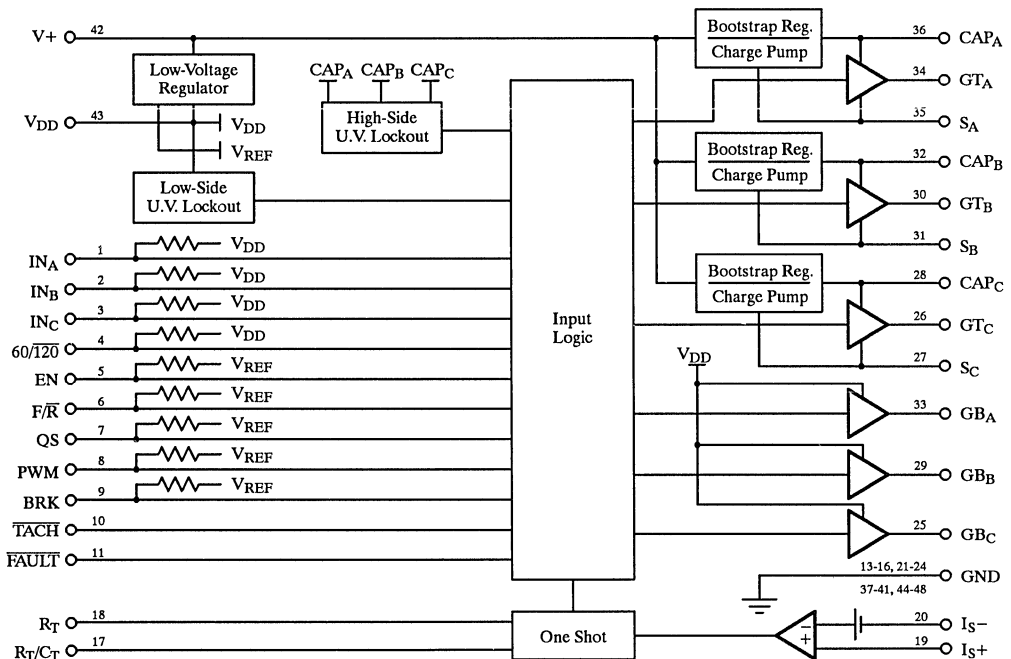 V+ 42
Low-Voltage
Regulator
VDD 43
VDD
VREF
Low-Side
U.V. Lockout
CAPA CAPB CAPC
High-Side
U.V. Lockout
INA 1 VDD
INB 2 VDD
INC 3 VDD
60/120 4 VDD
EN 5 VREF
F/R 6 VREF
QS 7 VREF
PWM 8 VREF
BRK 9 VREF
TACH 10
FAULT 11
RT 18
RT/CT 17
Input
Logic
One Shot
Bootstrap Reg.
Charge Pump
36 CAPA
34 GTA
35 SA
Bootstrap Reg.
Charge Pump
32 CAPB
30 GTB
31 SB
Bootstrap Reg.
Charge Pump
28 CAPC
26 GTC
27 SC
VDD
33 GBA
29 GBB
25 GBC
13-16, 21-24
37-41, 44-48
GND
− 20 IS−
+ 19 IS+